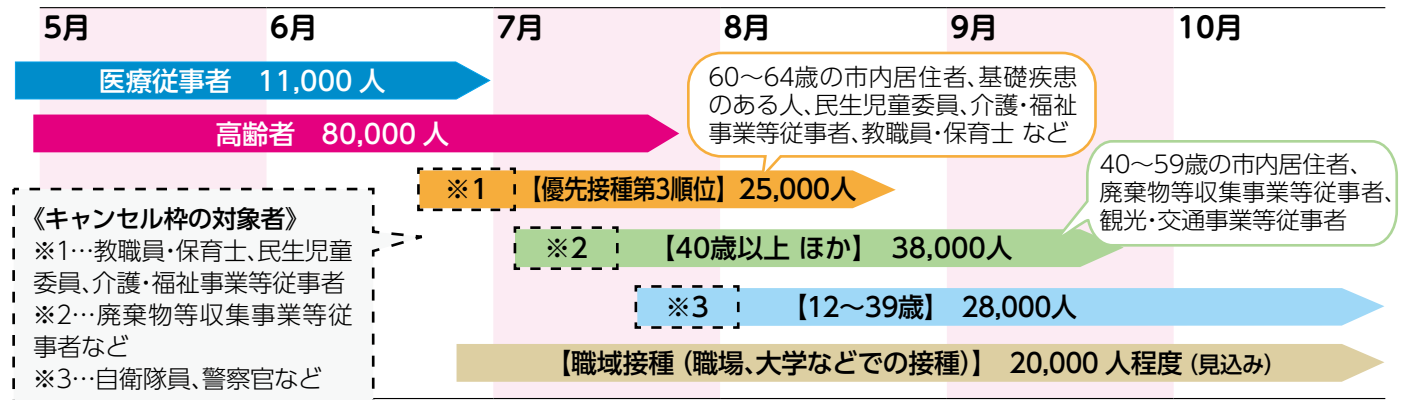 5月 6月 7月 8月 9月 10月
医療従事者 11,000人
高齢者 80,000人
60～64歳の市内居住者、基礎疾患
のある人、民生児童委員、介護・福祉
事業等従事者、教職員・保育士 など
※1 【優先接種第3順位】25,000人
40～59歳の市内居住者、
廃棄物等収集事業等従事者、
観光・交通事業等従事者
※2 【40歳以上 ほか】 38,000人
※3 【12～39歳】 28,000人
【職域接種（職場、大学などでの接種）】 20,000人程度（見込み）
《キャンセル枠の対象者》
※1…教職員・保育士、民生児童
委員、介護・福祉事業等従事者
※2…廃棄物等収集事業等従
事者など
※3…自衛隊員、警察官など